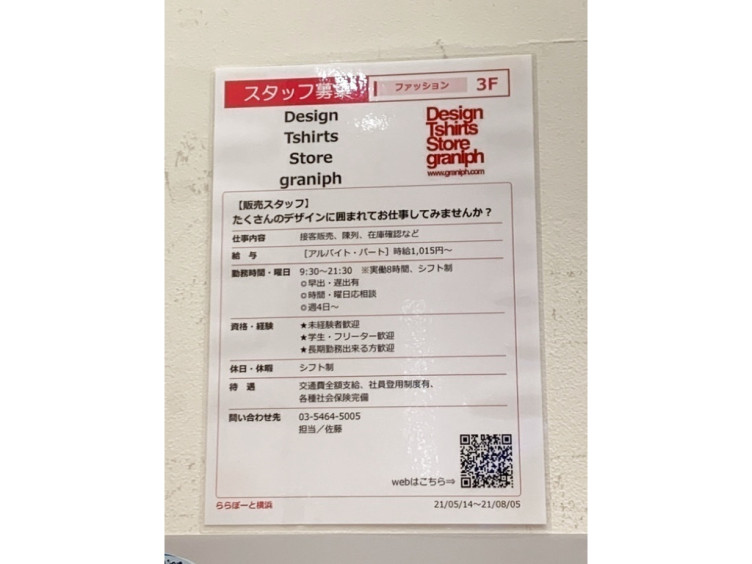 スタッフ募集!
ファッション
3F
Design
Tshirts
Store
graniph
Design
Tshirts
Store
graniph
www.graniph.com
【販売スタッフ】
たくさんのデザインに囲まれてお仕事してみませんか？
仕事内容 接客販売、陳列、在庫確認など
給 与 ［アルバイト・パート］時給1,015円～
勤務時間・曜日 9:30～21:30 ※実働8時間、シフト制
◎早出・遅出有
◎時間・曜日応相談
◎週4日～
資格・経験 ★未経験者歓迎
★学生・フリーター歓迎
★長期勤務出来る方歓迎
休日・休暇 シフト制
待 遇 交通費全額支給、社員登用制度有、
各種社会保険完備
問い合わせ先 03-5464-5005
担当／佐藤
webはこちら⇒
ららぽーと横浜 21/05/14～21/08/05